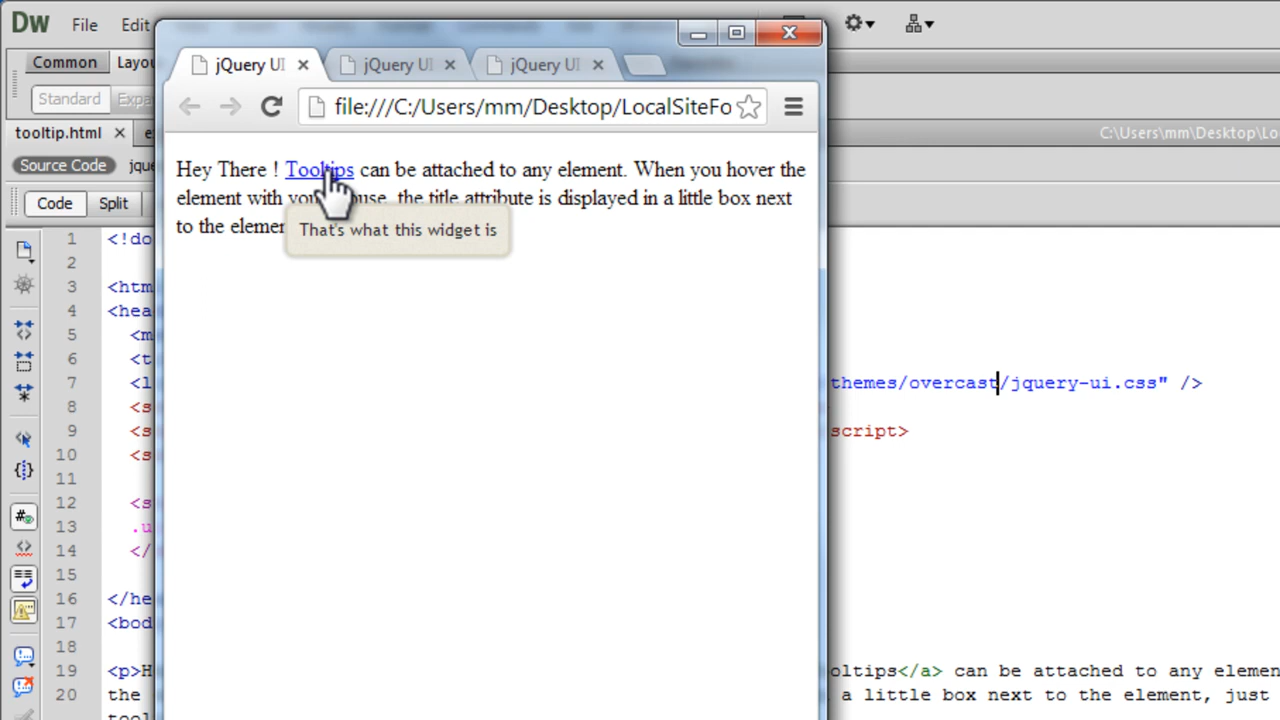 Dw File Edit
Common Layou
jQuery UI jQuery UI jQuery UI
Standard Expa
file:///C:/Users/mm/Desktop/LocalSiteFo
tooltip.html
C:\Users\mm\Desktop\Lo
Source Code jque
Code Split
Hey There ! Tooltips can be attached to any element. When you hover the
element with your mouse, the title attribute is displayed in a little box next
to the elemen
That's what this widget is
1 <!do
2
3 <htm
4 <hea
5 <m
6 <t
7 <l themes/overcast/jquery-ui.css" />
8 <s
9 <s script>
10 <s
11
12 <s
13 .u
14 </
15
16 </he
17 <bod
18
19 <p>H oltips</a> can be attached to any elemen
20 the a little box next to the element, just
tool